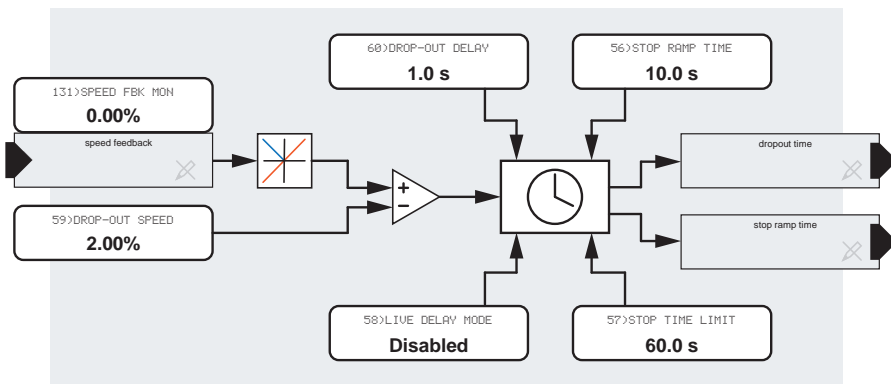 60)DROP-OUT DELAY
1.0 s
56)STOP RAMP TIME
10.0 s
131)SPEED FBK MON
0.00%
speed feedback
dropout time
+
−
59)DROP-OUT SPEED
2.00%
stop ramp time
58)LIVE DELAY MODE
Disabled
57)STOP TIME LIMIT
60.0 s